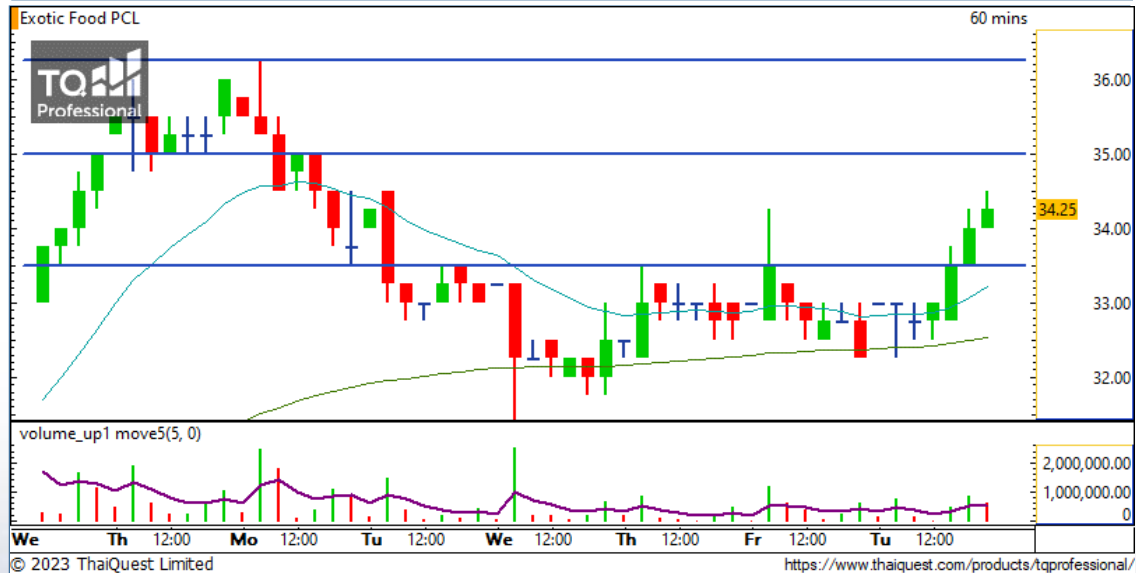 Exotic Food PCL 60 mins
TQ
Professional
36.00
35.00
34.25
34.00
33.00
32.00
volume_up1 move5(5, 0)
2,000,000.00
1,000,000.00
0
We Th 12:00 Mo 12:00 Tu 12:00 We 12:00 Th 12:00 Fr 12:00 Tu 12:00
© 2023 ThaiQuest Limited https://www.thaiquest.com/products/tqprofessional/